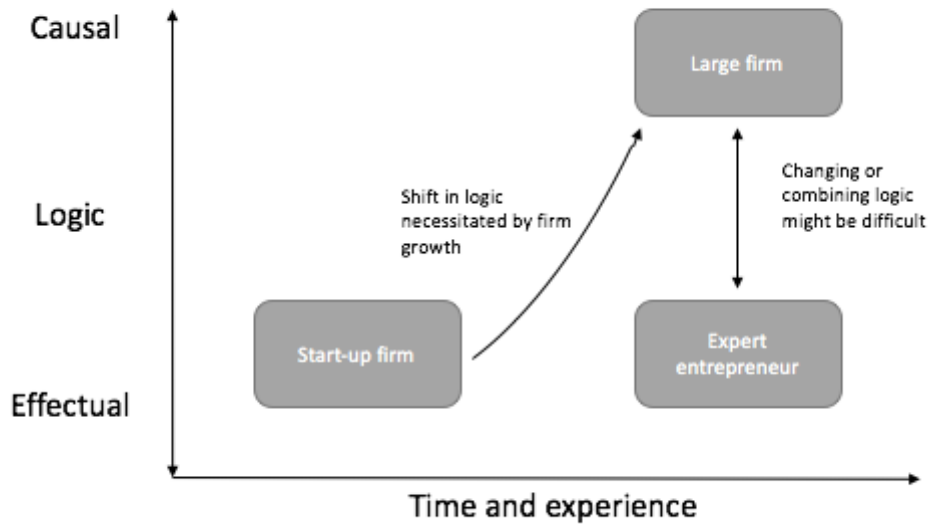 Causal
Large firm
Shift in logic
necessitated by firm
growth
Changing or
combining logic
might be difficult
Logic
Start-up firm
Expert
entrepreneur
Effectual
Time and experience